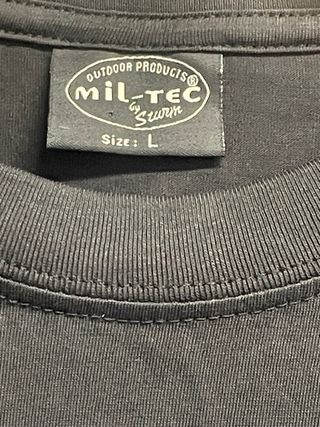 OUTDOOR PRODUCTS®
MIL-TEC
by Sturm
SIZE: L